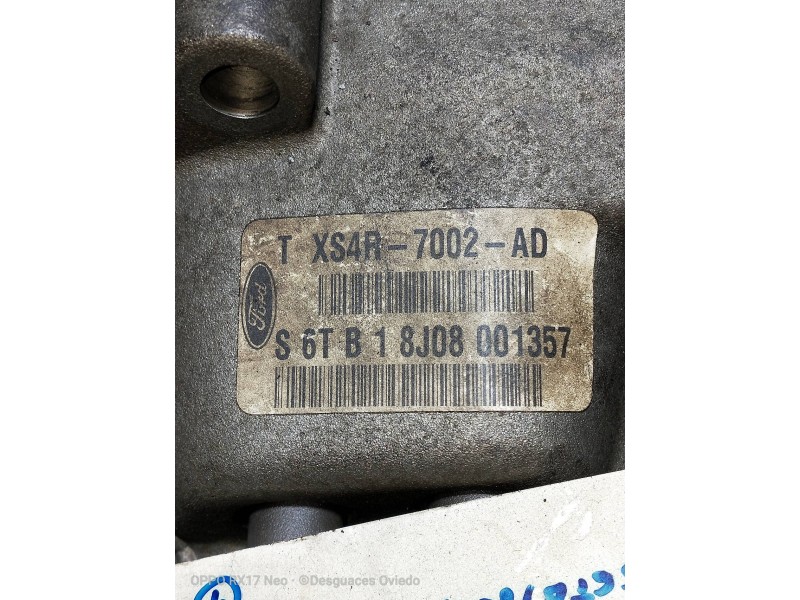 T XS4R-7002-AD
Ford
S 6T B 1 8J08 001357
OPPO RX17 Neo · ©Desguaces Oviedo